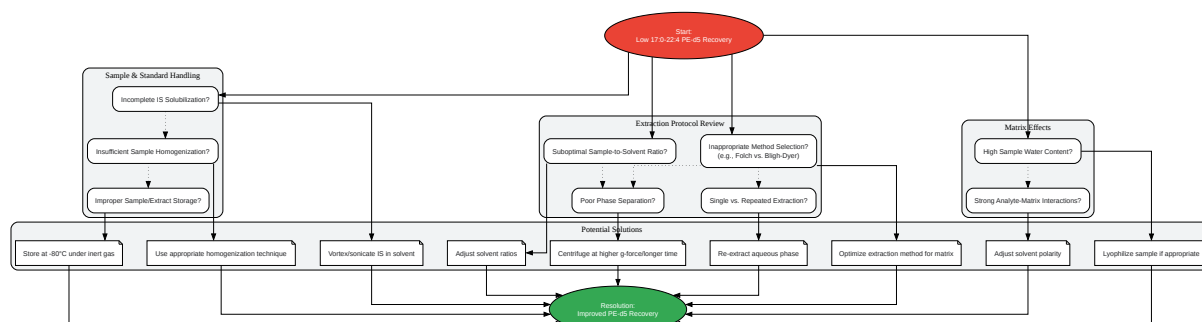 Start:
Low 17:0-22:4 PE-d5 Recovery
Sample & Standard Handling
Incomplete IS Solubilization?
Insufficient Sample Homogenization?
Improper Sample/Extract Storage?
Extraction Protocol Review
Suboptimal Sample-to-Solvent Ratio?
Inappropriate Method Selection?
(e.g., Folch vs. Bligh-Dyer)
Poor Phase Separation?
Single vs. Repeated Extraction?
Matrix Effects
High Sample Water Content?
Strong Analyte-Matrix Interactions?
Potential Solutions
Store at -80°C under inert gas
Use appropriate homogenization technique
Vortex/sonicate IS in solvent
Adjust solvent ratios
Centrifuge at higher g-force/longer time
Re-extract aqueous phase
Optimize extraction method for matrix
Adjust solvent polarity
Lyophilize sample if appropriate
Resolution:
Improved PE-d5 Recovery